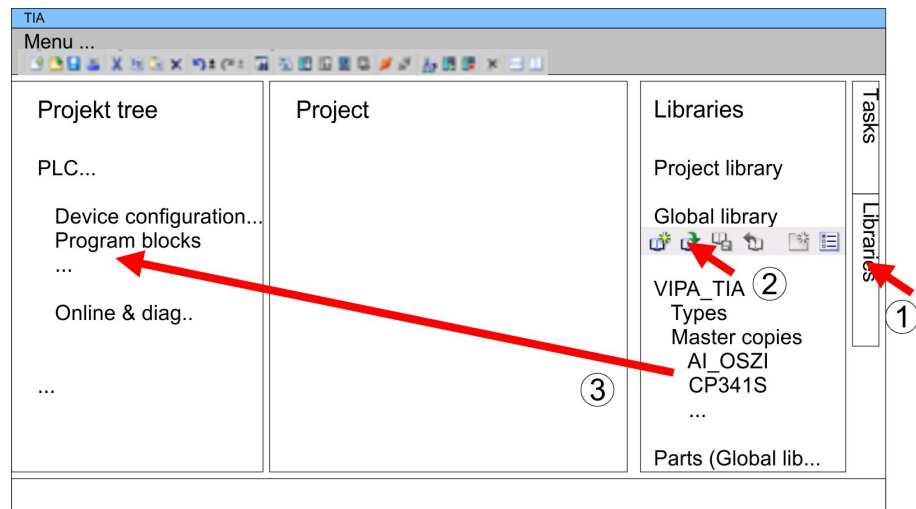 TIA
Menu ...
Projekt tree
PLC...
Device configuration...
Program blocks
...
Online & diag..
...
Project
③
Libraries
Project library
Global library
②
VIPA_TIA
Types
Master copies
AI_OSZI
CP341S
...
Parts (Global lib...
Tasks
Libraries
①